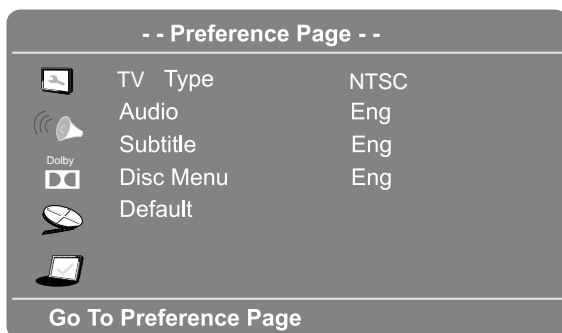 - - Preference Page - -
TV Type NTSC
Audio Eng
Subtitle Eng
Dolby
Disc Menu Eng
Default
Go To Preference Page